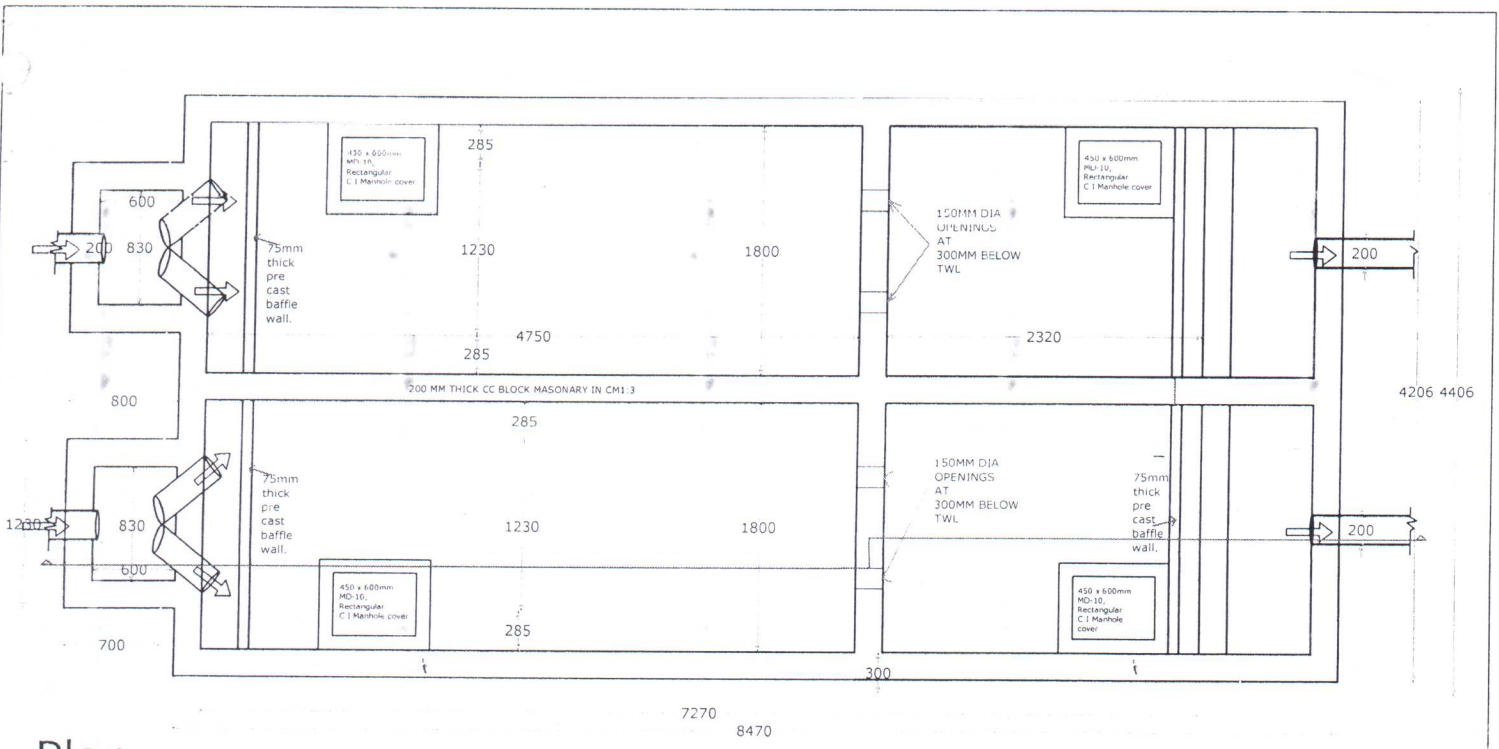 450 x 600mm
MD-10,
Rectangular
C I Manhole cover
285
450 x 600mm
MD-10,
Rectangular
C I Manhole cover
600
200
830
75mm
thick
pre
cast
baffle
wall.
1230
1800
150MM DIA
OPENINGS
AT
300MM BELOW
TWL
200
4750
2320
285
200 MM THICK CC BLOCK MASONARY IN CM1:3
800
4206
4406
285
75mm
thick
pre
cast
baffle
wall.
150MM DIA
OPENINGS
AT
300MM BELOW
TWL
75mm
thick
pre
cast
baffle
wall.
1230
830
1230
1800
200
600
450 x 600mm
MD-10,
Rectangular
C I Manhole cover
450 x 600mm
MD-10,
Rectangular
C I Manhole
cover
285
700
300
7270
8470
Plan